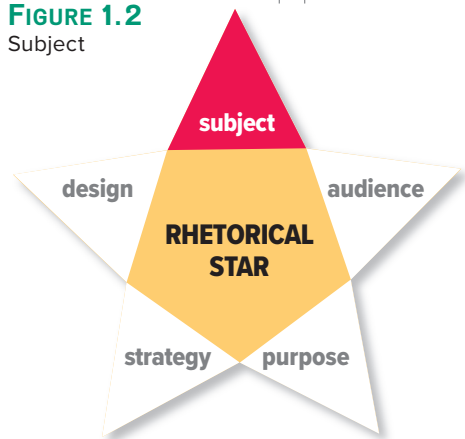 FIGURE 1.2
Subject
subject
design
audience
RHETORICAL
STAR
strategy
purpose